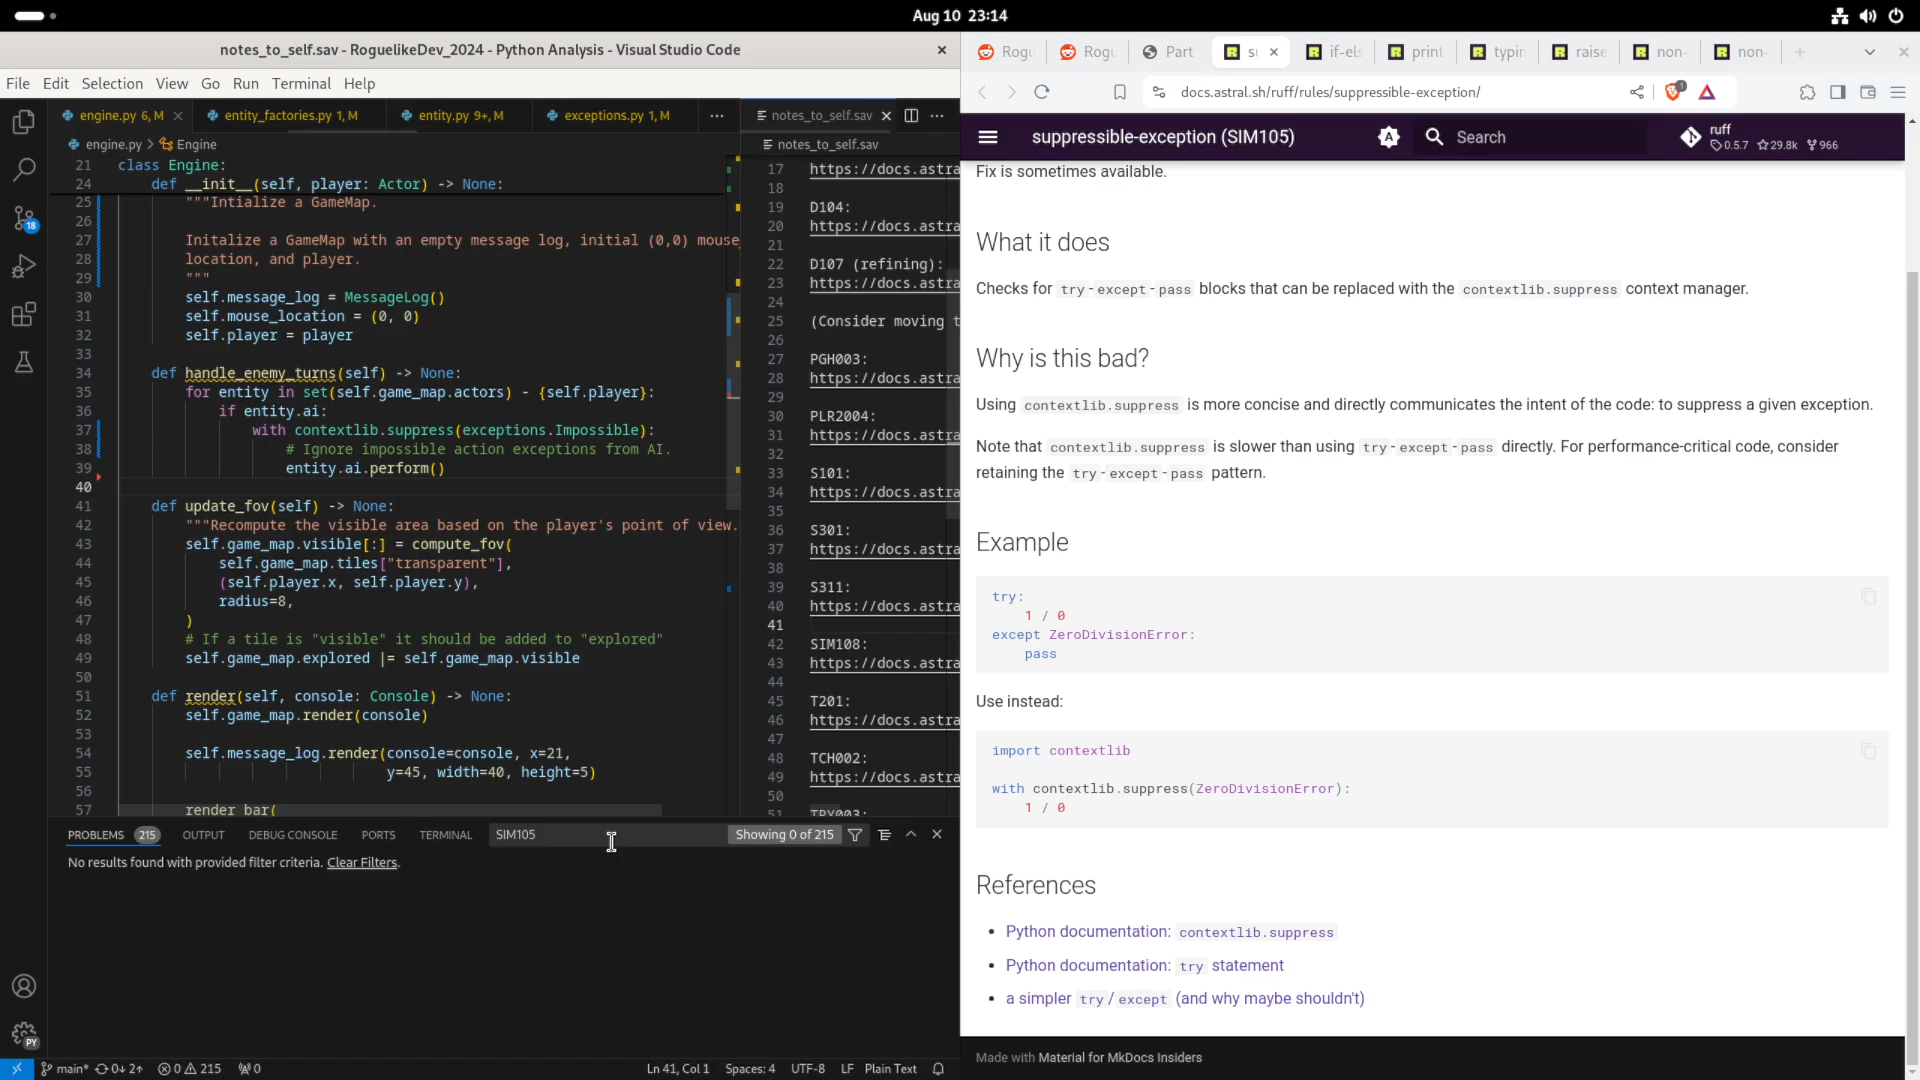 Aug 10 23:14
notes_to_self.sav - RoguelikeDev_2024 - Python Analysis - Visual Studio Code
File Edit Selection View Go Run Terminal Help
engine.py 6, M
entity_factories.py 1, M
entity.py 9+, M
exceptions.py 1, M
notes_to_self.sav
engine.py > Engine
21 class Engine:
24 def __init__(self, player: Actor) -> None:
25 """Intialize a GameMap.
26
27 Initalize a GameMap with an empty message log, initial (0,0) mouse
28 location, and player.
29 """
30 self.message_log = MessageLog()
31 self.mouse_location = (0, 0)
32 self.player = player
33
34 def handle_enemy_turns(self) -> None:
35 for entity in set(self.game_map.actors) - {self.player}:
36 if entity.ai:
37 with contextlib.suppress(exceptions.Impossible):
38 # Ignore impossible action exceptions from AI.
39 entity.ai.perform()
40
41 def update_fov(self) -> None:
42 """Recompute the visible area based on the player's point of view.
43 self.game_map.visible[:] = compute_fov(
44 self.game_map.tiles["transparent"],
45 (self.player.x, self.player.y),
46 radius=8,
47 )
48 # If a tile is "visible" it should be added to "explored"
49 self.game_map.explored |= self.game_map.visible
50
51 def render(self, console: Console) -> None:
52 self.game_map.render(console)
53
54 self.message_log.render(console=console, x=21,
55 y=45, width=40, height=5)
56
57 render_bar(
notes_to_self.sav
17 https://docs.astra
18
19 D104:
20 https://docs.astra
21
22 D107 (refining):
23 https://docs.astra
24
25 (Consider moving t
26
27 PGH003:
28 https://docs.astra
29
30 PLR2004:
31 https://docs.astra
32
33 S101:
34 https://docs.astra
35
36 S301:
37 https://docs.astra
38
39 S311:
40 https://docs.astra
41
42 SIM108:
43 https://docs.astra
44
45 T201:
46 https://docs.astra
47
48 TCH002:
49 https://docs.astra
50
51 TRY003:
PROBLEMS 215 OUTPUT DEBUG CONSOLE PORTS TERMINAL SIM105 Showing 0 of 215
No results found with provided filter criteria. Clear Filters.
18
PY
main* 0↓ 2↑ 0 215 0 Ln 41, Col 1 Spaces: 4 UTF-8 LF Plain Text
Rogu Rogu Part su if-els print typin raise non- non-
docs.astral.sh/ruff/rules/suppressible-exception/
1
suppressible-exception (SIM105)
Search
ruff
0.5.7 29.8k 966
Fix is sometimes available.
What it does
Checks for try-except-pass blocks that can be replaced with the contextlib.suppress context manager.
Why is this bad?
Using contextlib.suppress is more concise and directly communicates the intent of the code: to suppress a given exception.
Note that contextlib.suppress is slower than using try-except-pass directly. For performance-critical code, consider
retaining the try-except-pass pattern.
Example
try:
1 / 0
except ZeroDivisionError:
pass
Use instead:
import contextlib
with contextlib.suppress(ZeroDivisionError):
1 / 0
References
Python documentation: contextlib.suppress
Python documentation: try statement
a simpler try/except (and why maybe shouldn't)
Made with Material for MkDocs Insiders